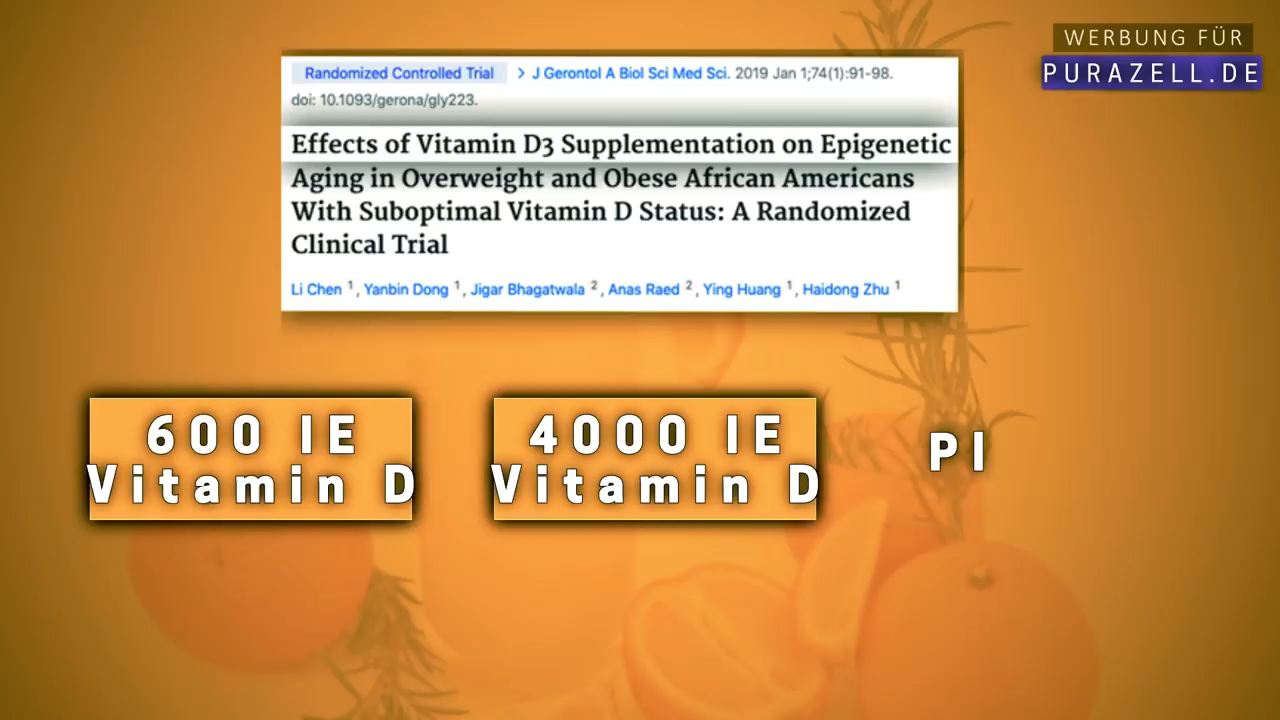 WERBUNG FÜR
PURAZELL.DE
Randomized Controlled Trial > J Gerontol A Biol Sci Med Sci. 2019 Jan 1;74(1):91-98.
doi: 10.1093/gerona/gly223.
Effects of Vitamin D3 Supplementation on Epigenetic
Aging in Overweight and Obese African Americans
With Suboptimal Vitamin D Status: A Randomized
Clinical Trial
Li Chen 1, Yanbin Dong 1, Jigar Bhagatwala 2, Anas Raed 2, Ying Huang 1, Haidong Zhu 1
600 IE
Vitamin D
4000 IE
Vitamin D
Pl